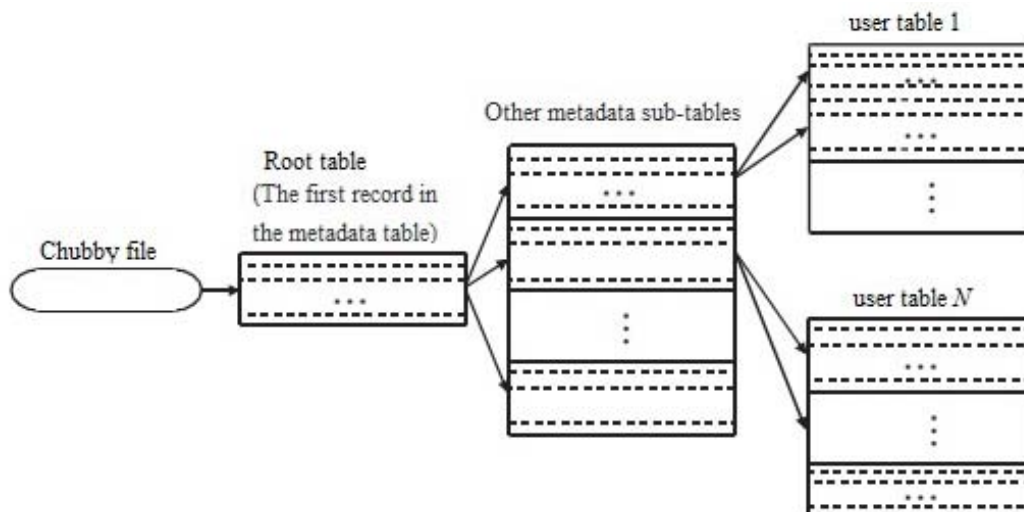 user table 1
Other metadata sub-tables
Root table
(The first record in
the metadata table)
Chubby file
user table N